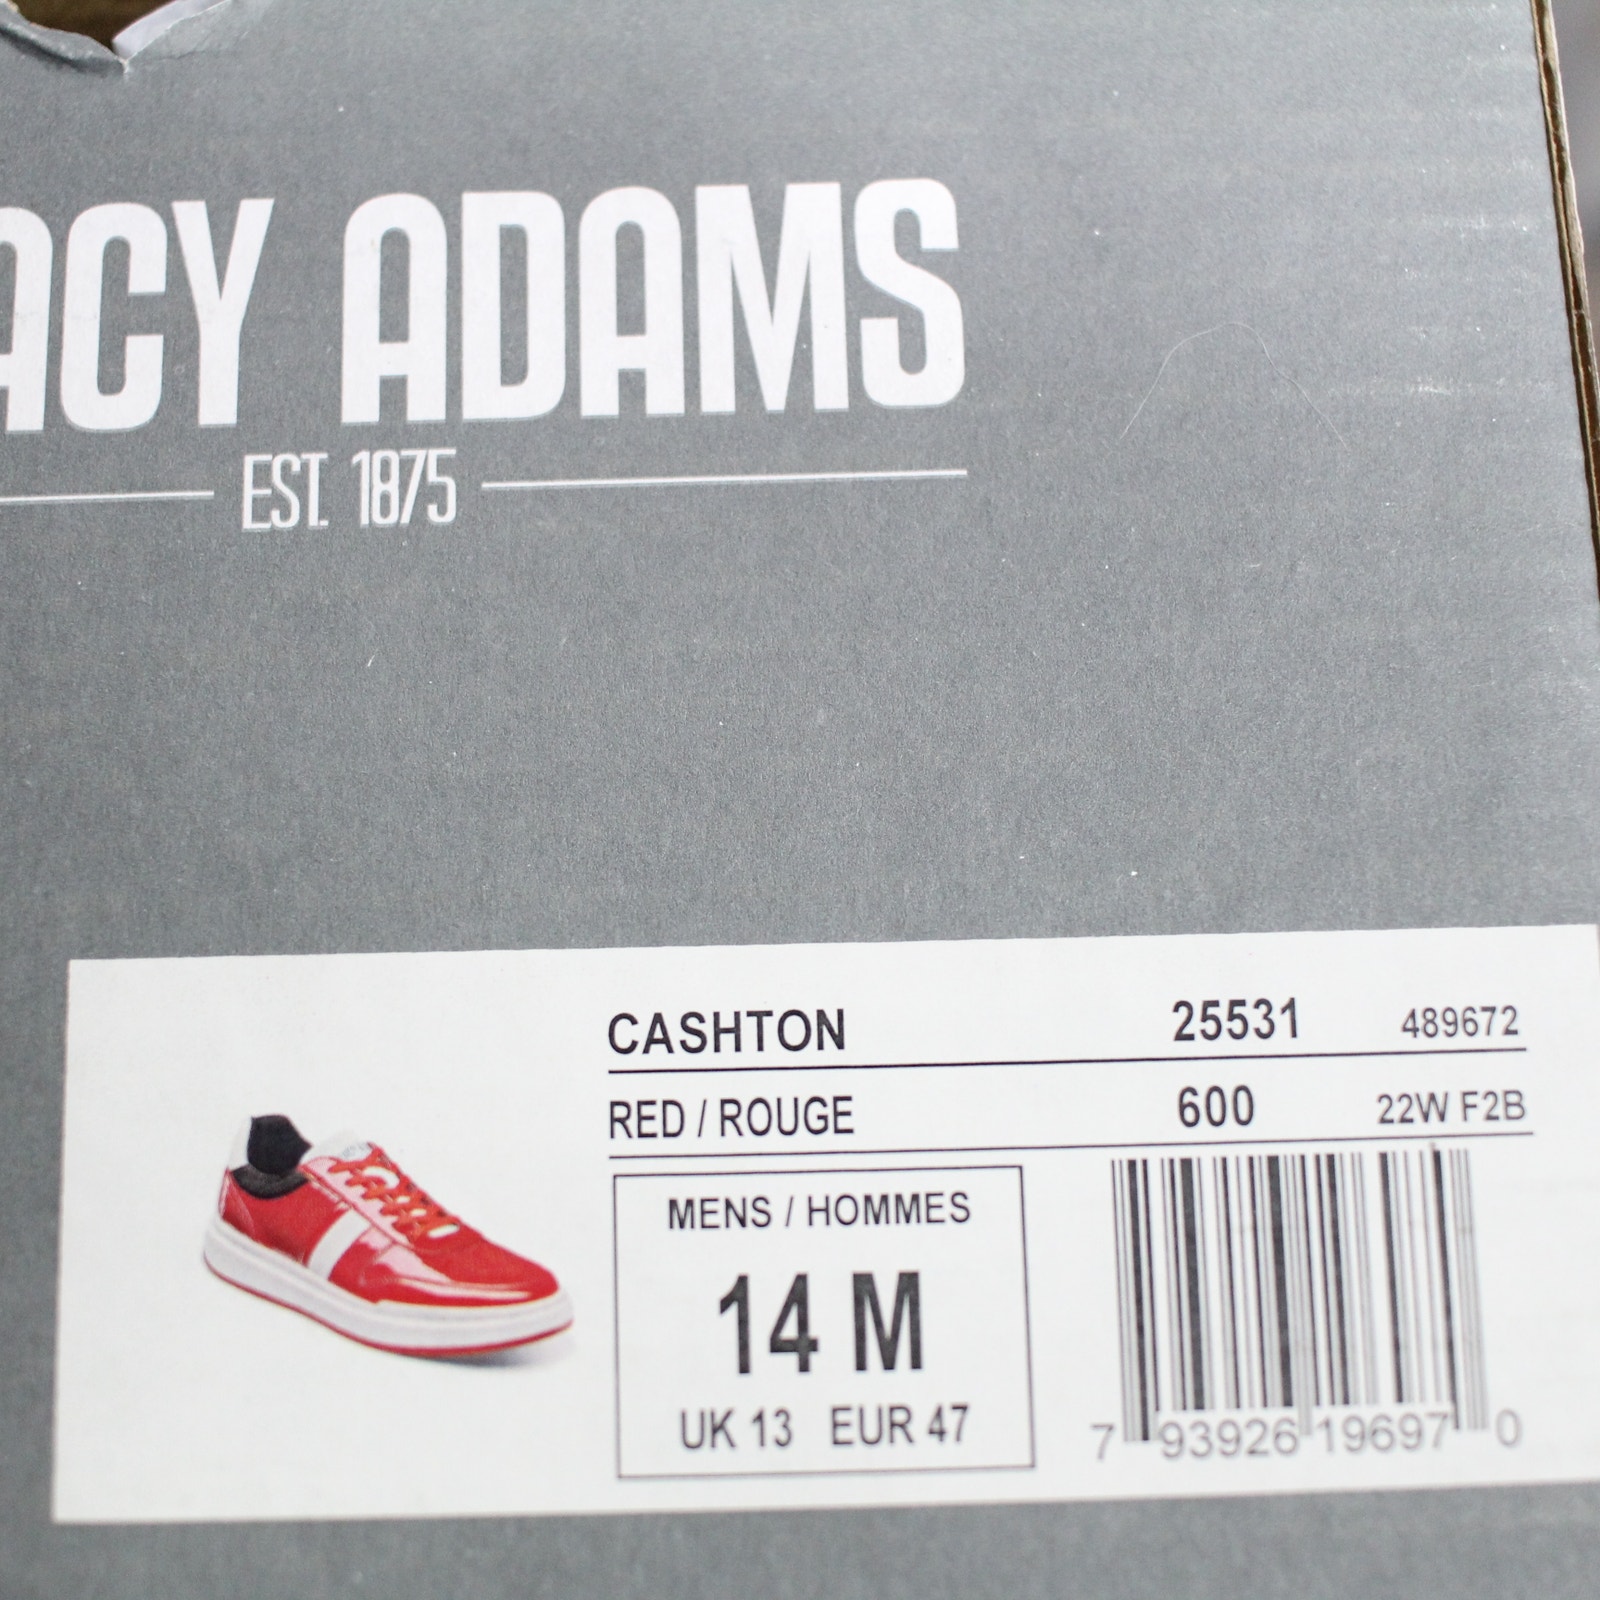 ACY ADAMS
EST. 1875
CASHTON 25531 489672
RED / ROUGE 600 22W F2B
MENS / HOMMES
14 M
UK 13 EUR 47
7 93926 19697 0